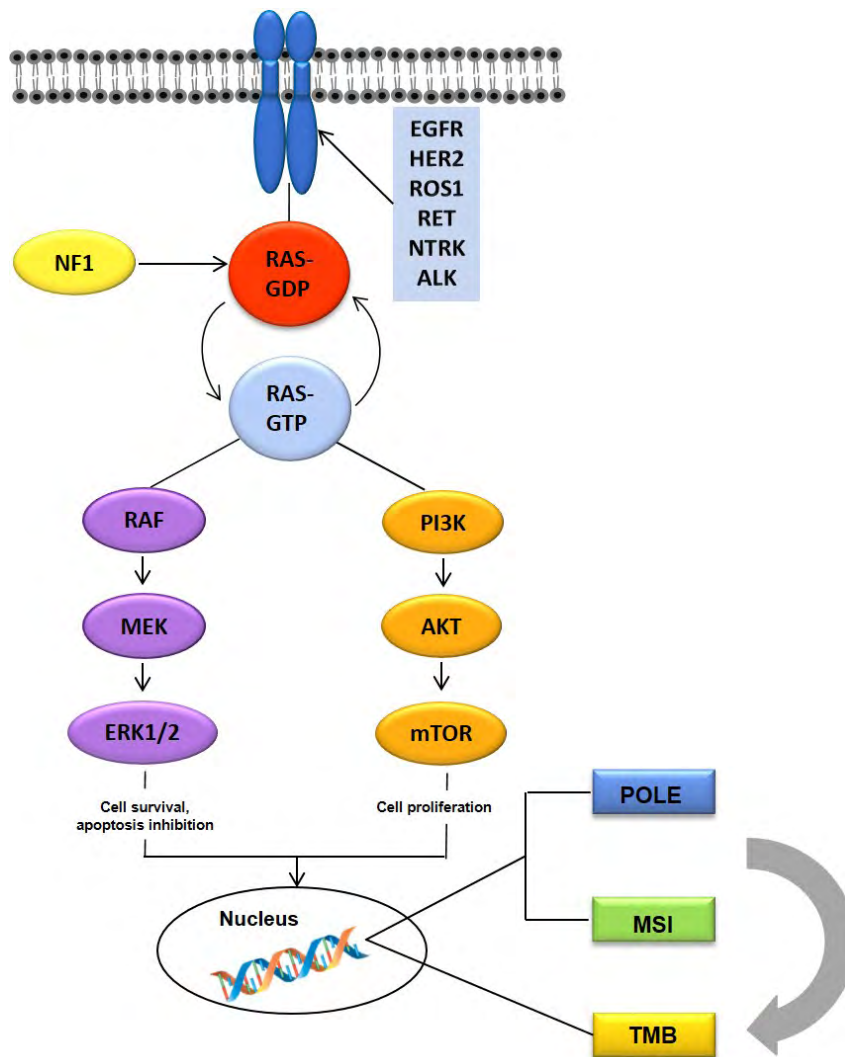 EGFR
HER2
ROS1
RET
NTRK
ALK
NF1
RAS-
GDP
RAS-
GTP
RAF
PI3K
MEK
AKT
ERK1/2
mTOR
Cell survival,
apoptosis inhibition
Cell proliferation
POLE
Nucleus
MSI
TMB